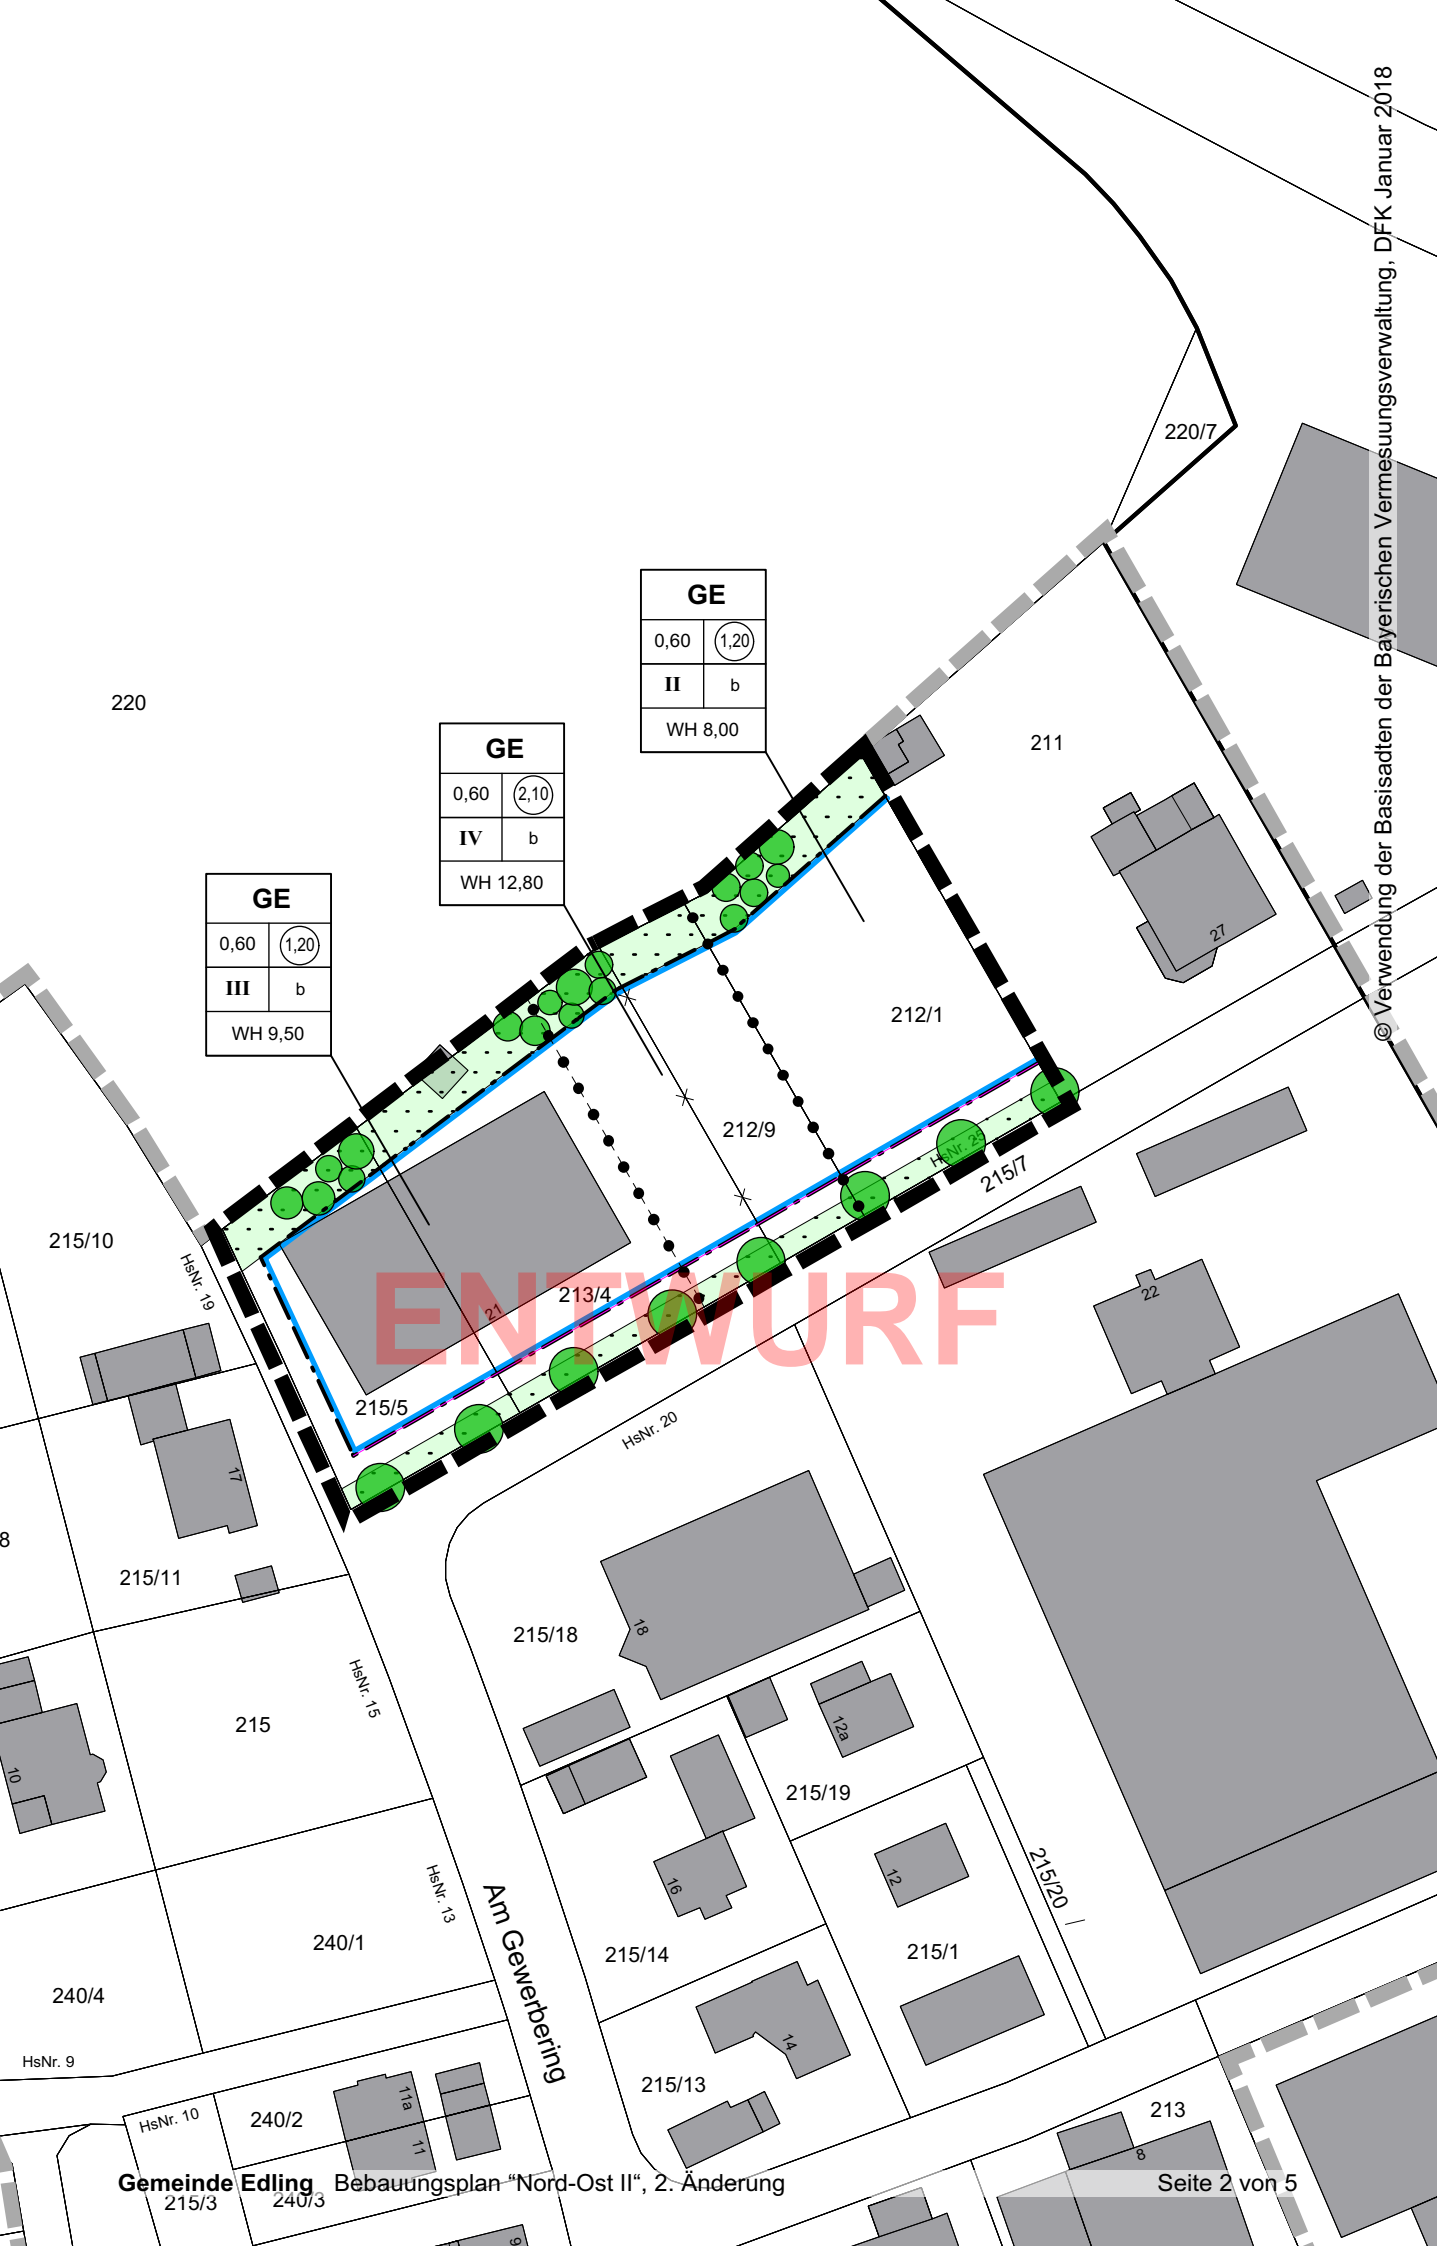 © Verwendung der Basisadten der Bayerischen Vermesuungsverwaltung, DFK Januar 2018
220/7
GE
0,60 1,20
II b
WH 8,00
220
GE
0,60 2,10
IV b
WH 12,80
211
GE
0,60 1,20
III b
WH 9,50
27
212/1
212/9
HsNr. 25
215/7
215/10
HsNr. 19
213/4
21
ENTWURF
22
215/5
HsNr. 20
17
8
215/11
215/18
18
HsNr. 15
215
12a
10
215/19
12
16
215/20
HsNr. 13
Am Gewerbering
240/1
215/14
215/1
240/4
14
HsNr. 9
215/13
11a
HsNr. 10
240/2
213
11
8
Gemeinde Edling Bebauungsplan “Nord-Ost II“, 2. Änderung
Seite 2 von 5
215/3
240/3
9